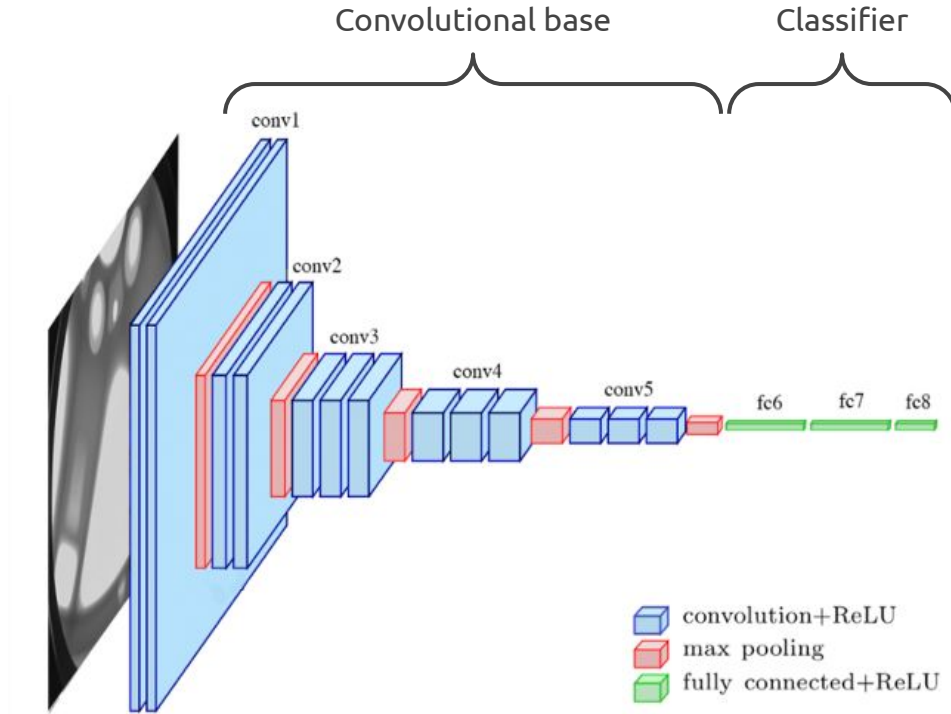 Convolutional base
Classifier
conv1
conv2
conv3
conv4
conv5
fc6
fc7
fc8
convolution+ReLU
max pooling
fully connected+ReLU